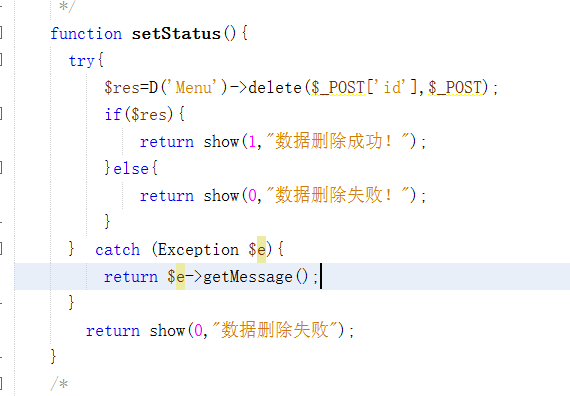 */
function setStatus(){
try{
$res=D('Menu')->delete($_POST['id'],$_POST);
if($res){
return show(1,"数据删除成功！");
}else{
return show(0,"数据删除失败！");
}
} catch (Exception $e){
return $e->getMessage();
}
return show(0,"数据删除失败");
}
/*